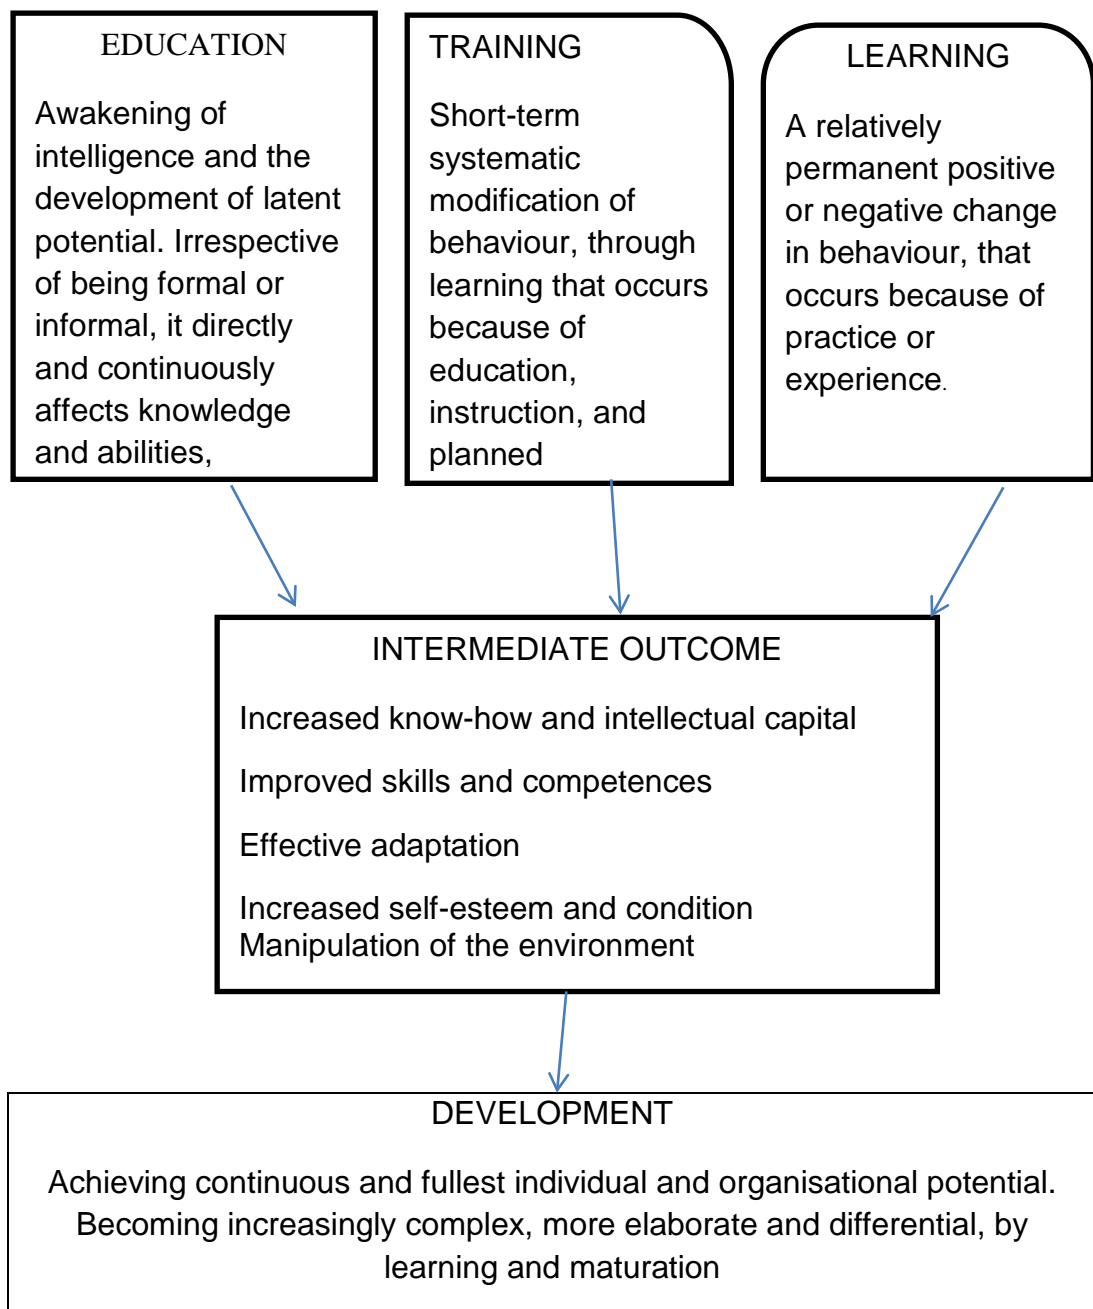 EDUCATION
Awakening of
intelligence and the
development of latent
potential. Irrespective
of being formal or
informal, it directly
and continuously
affects knowledge
and abilities,
TRAINING
Short-term
systematic
modification of
behaviour, through
learning that occurs
because of
education,
instruction, and
planned
LEARNING
A relatively
permanent positive
or negative change
in behaviour, that
occurs because of
practice or
experience.
INTERMEDIATE OUTCOME
Increased know-how and intellectual capital
Improved skills and competences
Effective adaptation
Increased self-esteem and condition
Manipulation of the environment
DEVELOPMENT
Achieving continuous and fullest individual and organisational potential.
Becoming increasingly complex, more elaborate and differential, by
learning and maturation